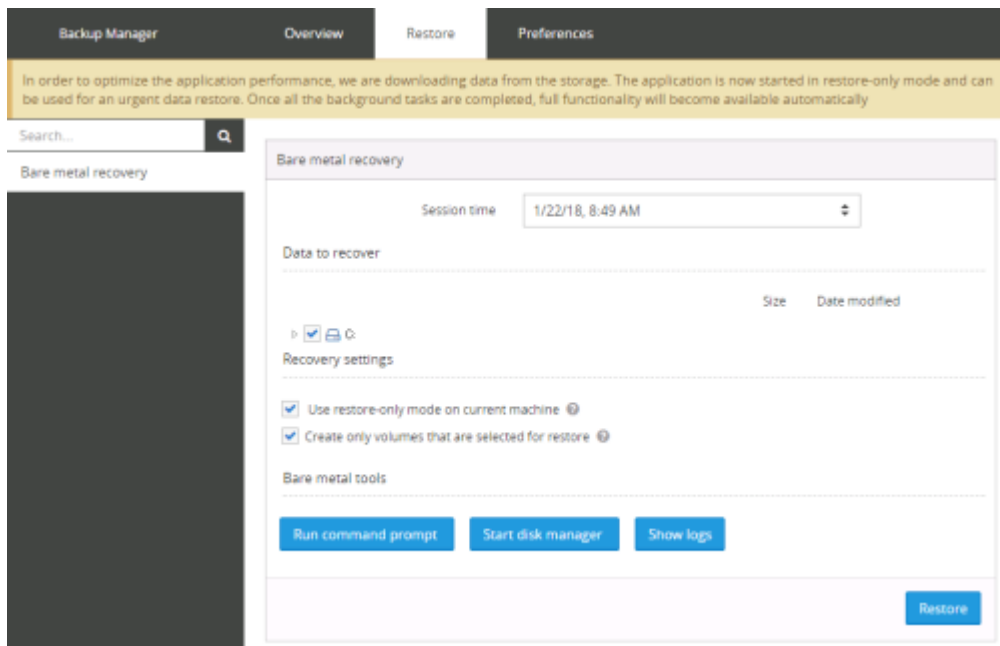 Backup Manager Overview Restore Preferences
In order to optimize the application performance, we are downloading data from the storage. The application is now started in restore-only mode and can
be used for an urgent data restore. Once all the background tasks are completed, full functionality will become available automatically
Search...
Bare metal recovery
Bare metal recovery
Session time 1/22/18, 8:49 AM
Data to recover
Size Date modified
C:
Recovery settings
Use restore-only mode on current machine
Create only volumes that are selected for restore
Bare metal tools
Run command prompt Start disk manager Show logs
Restore